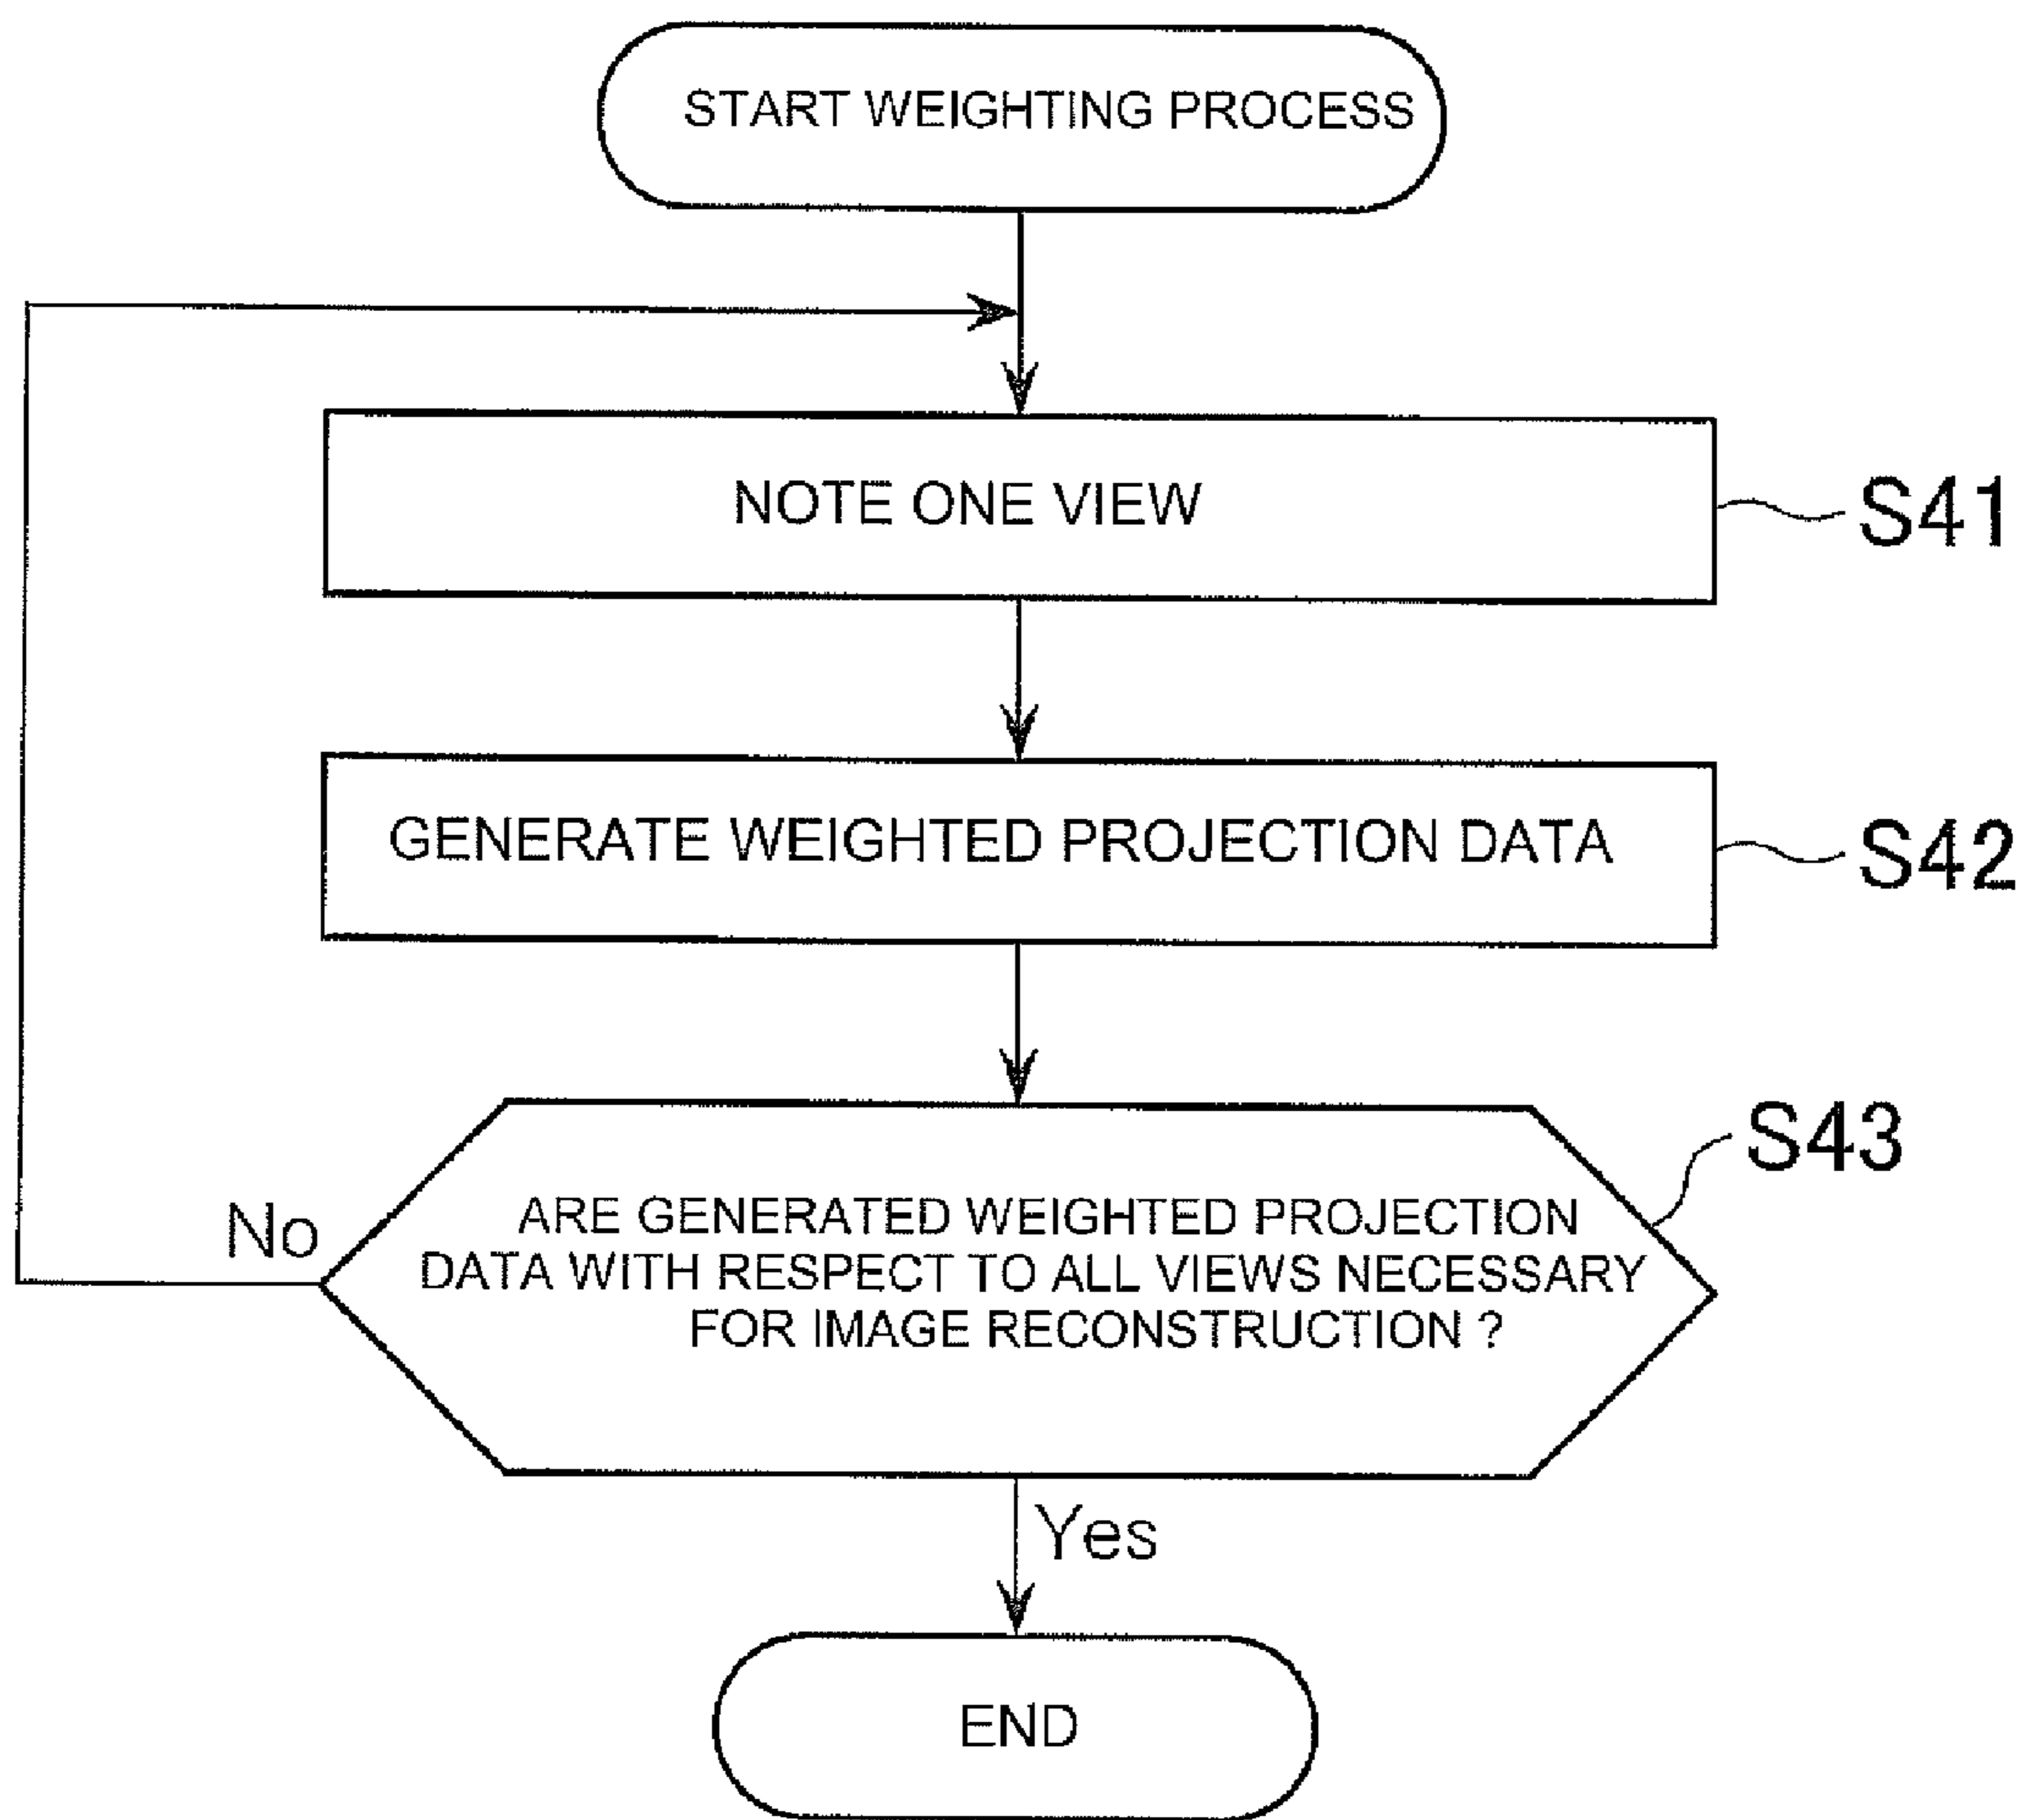 START WEIGHTING PROCESS
NOTE ONE VIEW
S41
GENERATE WEIGHTED PROJECTION DATA
S42
S43
ARE GENERATED WEIGHTED PROJECTION
DATA WITH RESPECT TO ALL VIEWS NECESSARY
FOR IMAGE RECONSTRUCTION ?
No
Yes
END